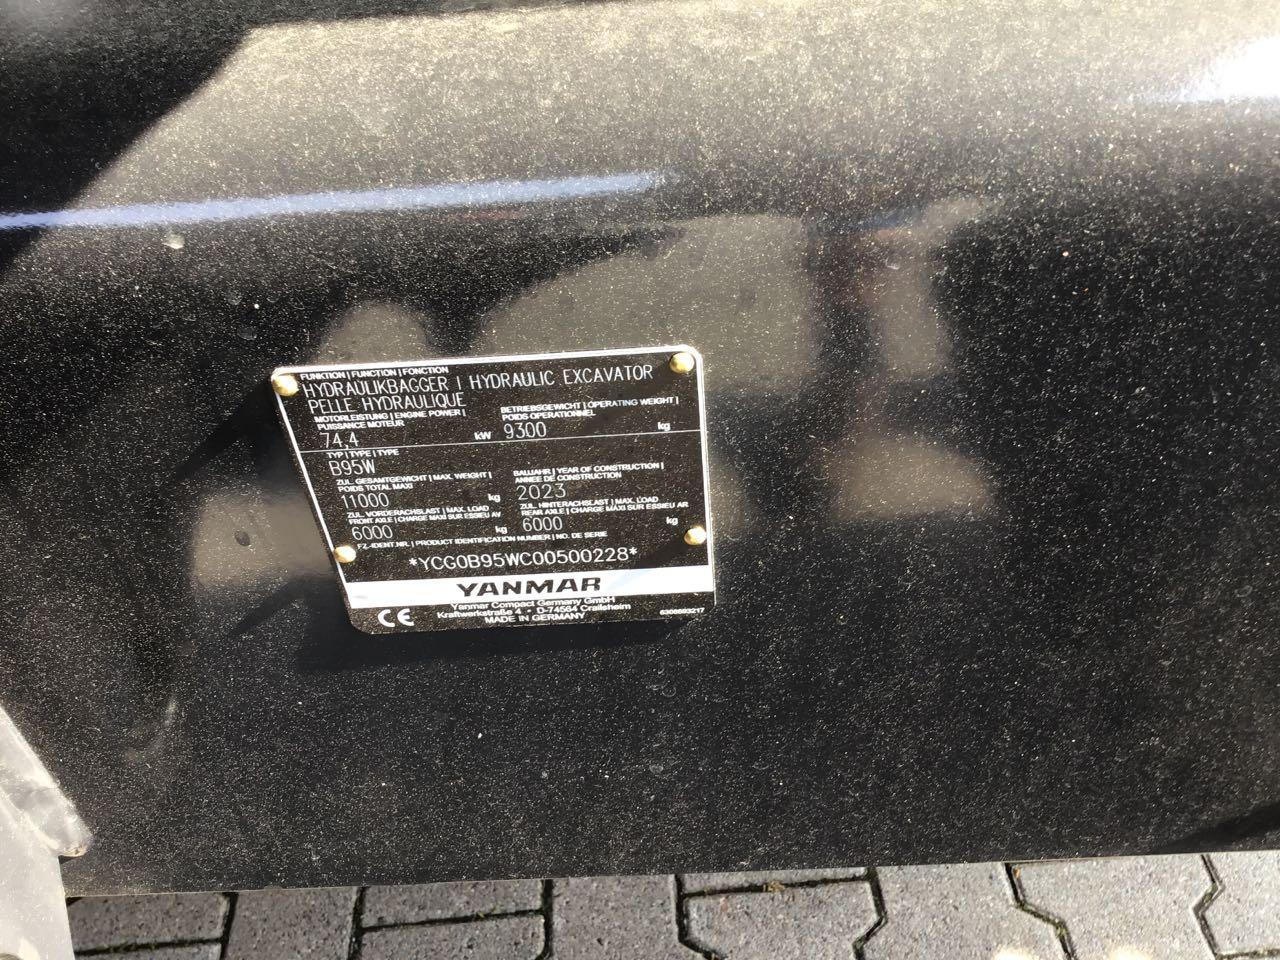 FUNKTION | FUNCTION | FONCTION
HYDRAULIKBAGGER | HYDRAULIC EXCAVATOR
PELLE HYDRAULIQUE
MOTORLEISTUNG | ENGINE POWER |
PUISSANCE MOTEUR
74,4 kW
BETRIEBSGEWICHT | OPERATING WEIGHT |
POIDS OPERATIONNEL
9300 kg
TYP | TYPE | TYPE
B95W
ZUL. GESAMTGEWICHT | MAX. WEIGHT |
POIDS TOTAL MAXI
11000 kg
BAUJAHR | YEAR OF CONSTRUCTION |
ANNEE DE CONSTRUCTION
2023
ZUL. VORDERACHSLAST | MAX. LOAD
FRONT AXLE | CHARGE MAXI SUR ESSIEU AV
6000 kg
ZUL. HINTERACHSLAST | MAX. LOAD
REAR AXLE | CHARGE MAXI SUR ESSIEU AR
6000 kg
FZ.-IDENT.NR. | PRODUCT IDENTIFICATION NUMBER | NO. DE SERIE
*YCG0B95WC00500228*
YANMAR
CE
Yanmar Compact Germany GmbH
Kraftwerkstraße 4 • D-74564 Crailsheim
MADE IN GERMANY